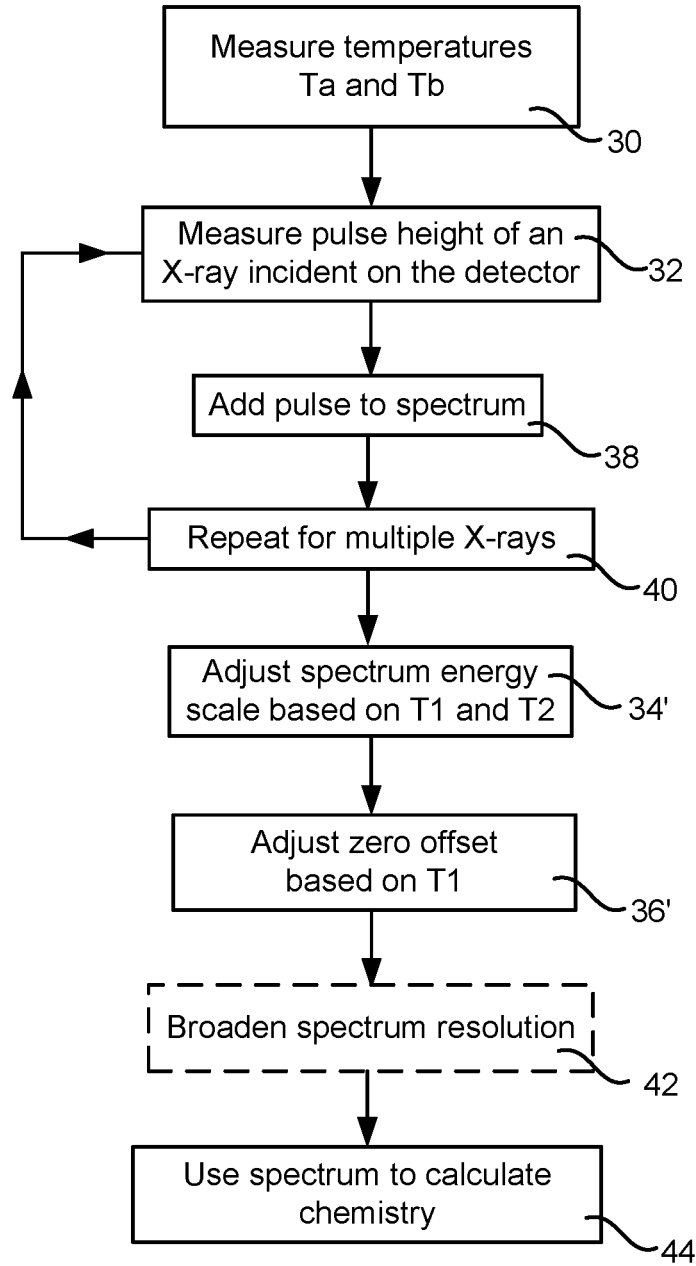 Measure temperatures
Ta and Tb
30
Measure pulse height of an
X-ray incident on the detector
32
Add pulse to spectrum
38
Repeat for multiple X-rays
40
Adjust spectrum energy
scale based on T1 and T2
34'
Adjust zero offset
based on T1
36'
Broaden spectrum resolution
42
Use spectrum to calculate
chemistry
44